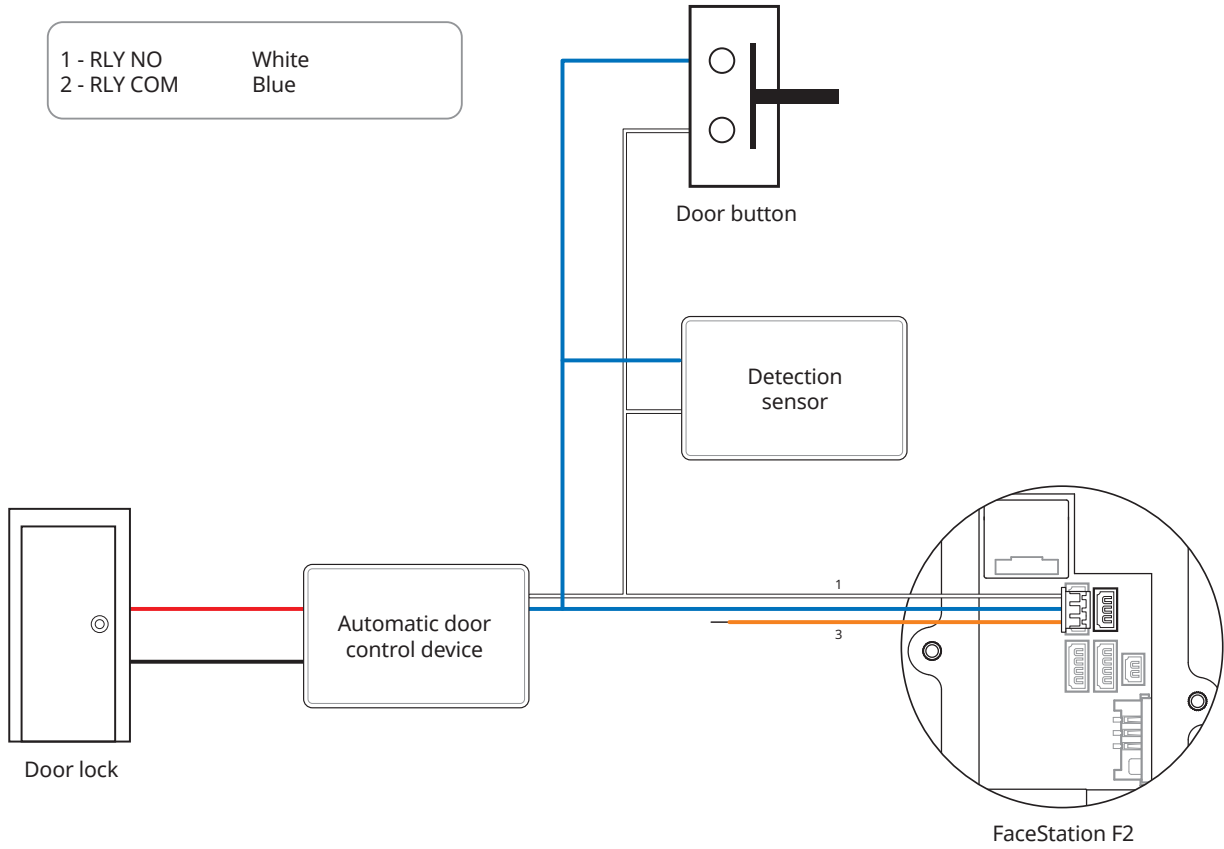 1 - RLY NO White
2 - RLY COM Blue
Door button
Detection
sensor
1
Automatic door
control device
3
Door lock
FaceStation F2